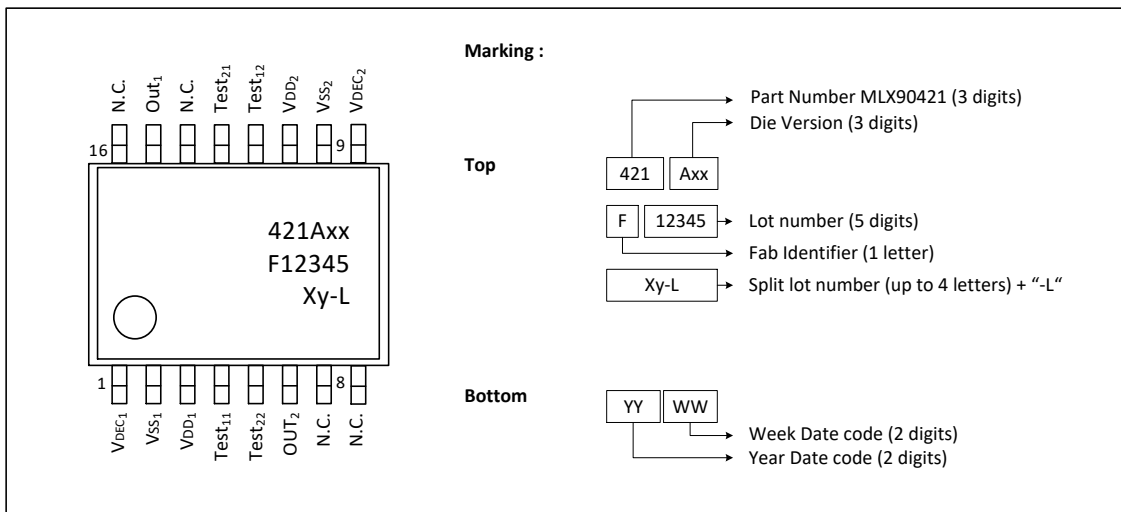 Marking :
N.C. Out1 N.C. Test21 Test12 VDD2 VSS2 VDEC2
16 9
421Axx
F12345
Xy-L
1 8
VDEC1 VSS1 VDD1 Test11 Test22 OUT2 N.C. N.C.
Part Number MLX90421 (3 digits)
Die Version (3 digits)
Top
421 Axx
F 12345 Lot number (5 digits)
Fab Identifier (1 letter)
Xy-L Split lot number (up to 4 letters) + “-L“
Bottom
YY WW
Week Date code (2 digits)
Year Date code (2 digits)